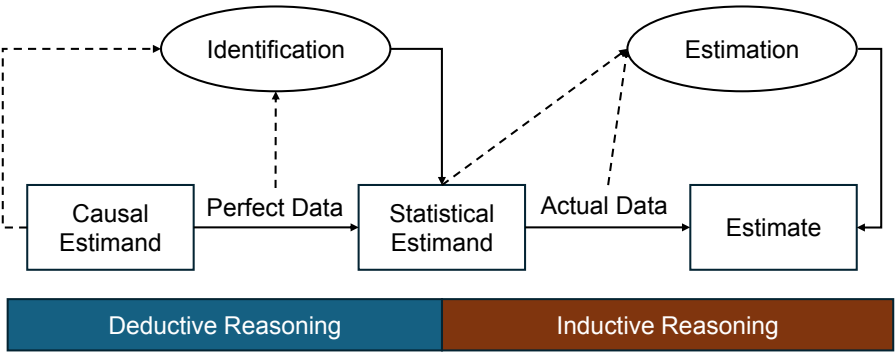 Identification
Estimation
Causal
Estimand
Perfect Data
Statistical
Estimand
Actual Data
Estimate
Deductive Reasoning
Inductive Reasoning